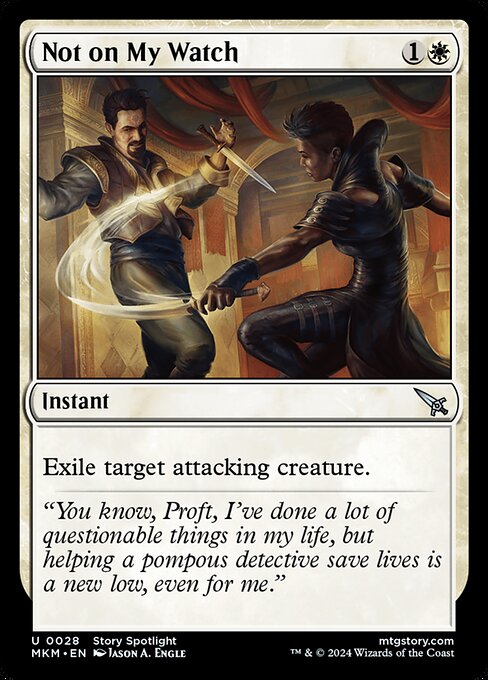 Not on My Watch 1
Instant
Exile target attacking creature.
“You know, Proft, I’ve done a lot of
questionable things in my life, but
helping a pompous detective save lives is
a new low, even for me.”
U 0028 Story Spotlight mtgstory.com
MKM • EN Jason A. Engle ™ & © 2024 Wizards of the Coast